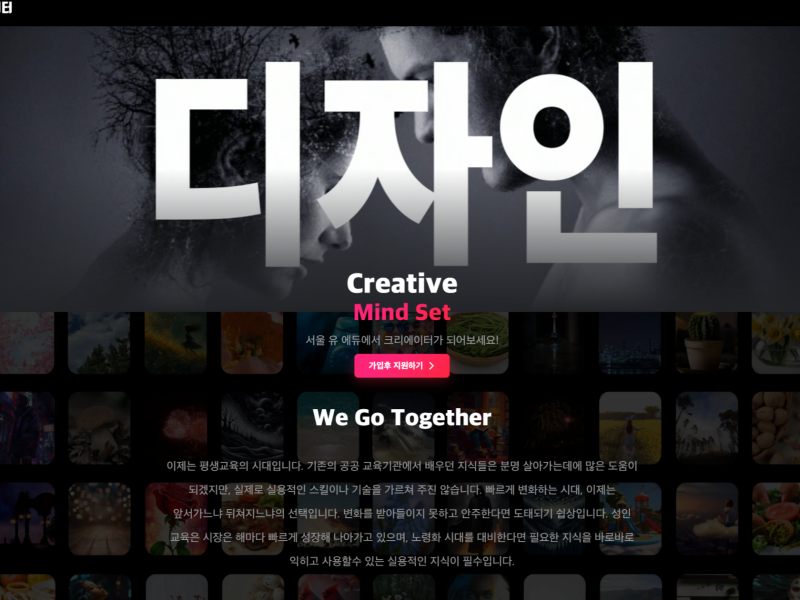 터
디자인
Creative
Mind Set
서울 유 에듀에서 크리에이터가 되어보세요!
가입후 지원하기
We Go Together
이제는 평생교육의 시대입니다. 기존의 공공 교육기관에서 배우던 지식들은 분명 살아가는데에 많은 도움이
되겠지만, 실제로 실용적인 스킬이나 기술을 가르쳐 주진 않습니다. 빠르게 변화하는 시대, 이제는
앞서가느냐 뒤쳐지느냐의 선택입니다. 변화를 받아들이지 못하고 안주한다면 도태되기 쉽상입니다. 성인
교육은 시장은 해마다 빠르게 성장해 나아가고 있으며, 노령화 시대를 대비한다면 필요한 지식을 바로바로
익히고 사용할수 있는 실용적인 지식이 필수입니다.